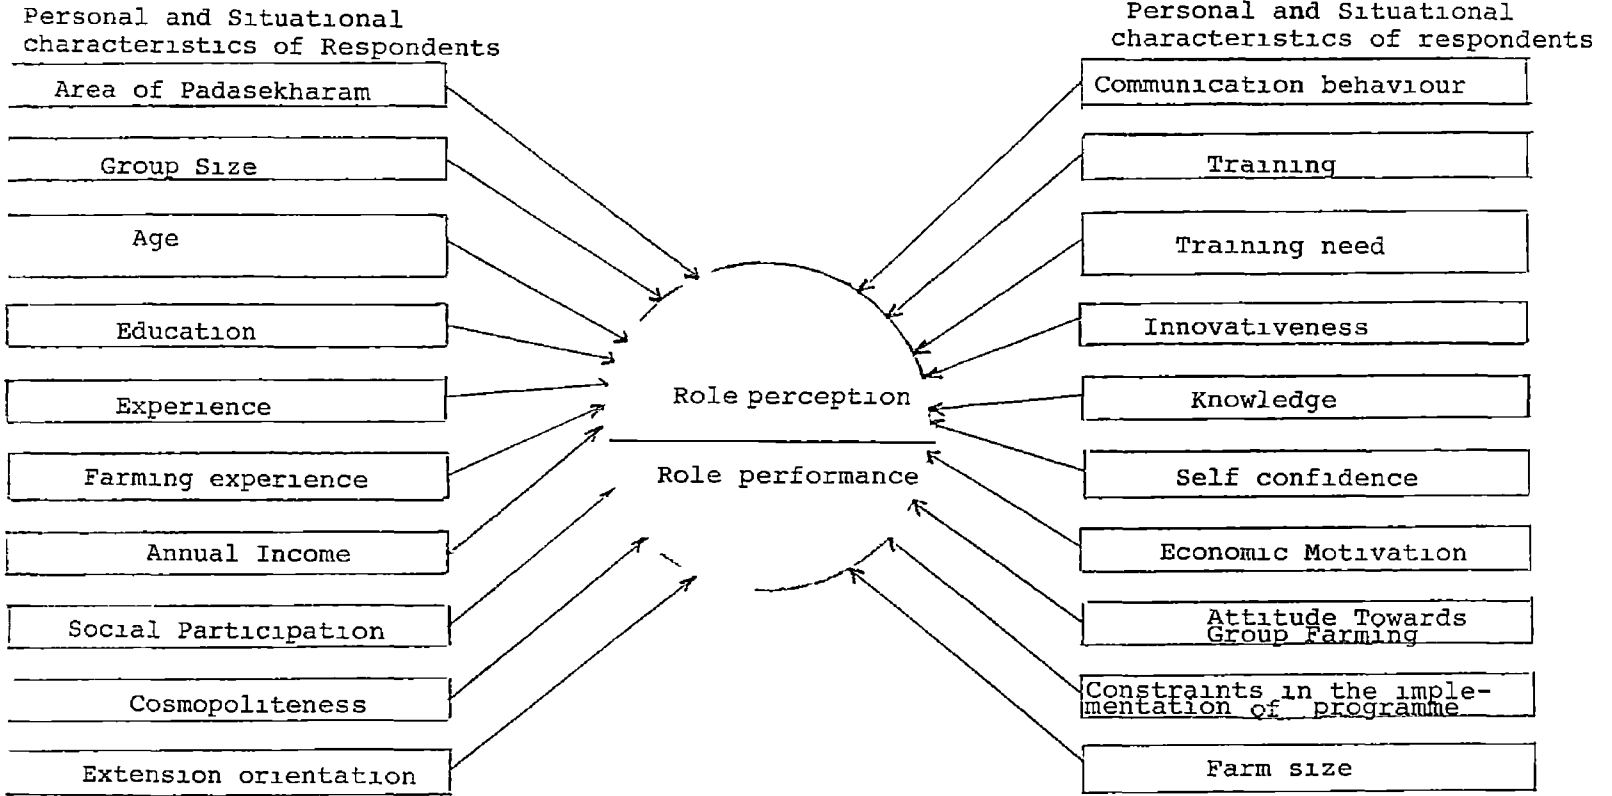 Personal and Situational
characteristics of Respondents
Area of Padasekharam
Group Size
Age
Education
Experience
Farming experience
Annual Income
Social Participation
Cosmopoliteness
Extension orientation
Role perception
Role performance
Personal and Situational
characteristics of respondents
Communication behaviour
Training
Training need
Innovativeness
Knowledge
Self confidence
Economic Motivation
Attitude Towards
Group Farming
Constraints in the imple-
mentation of programme
Farm size